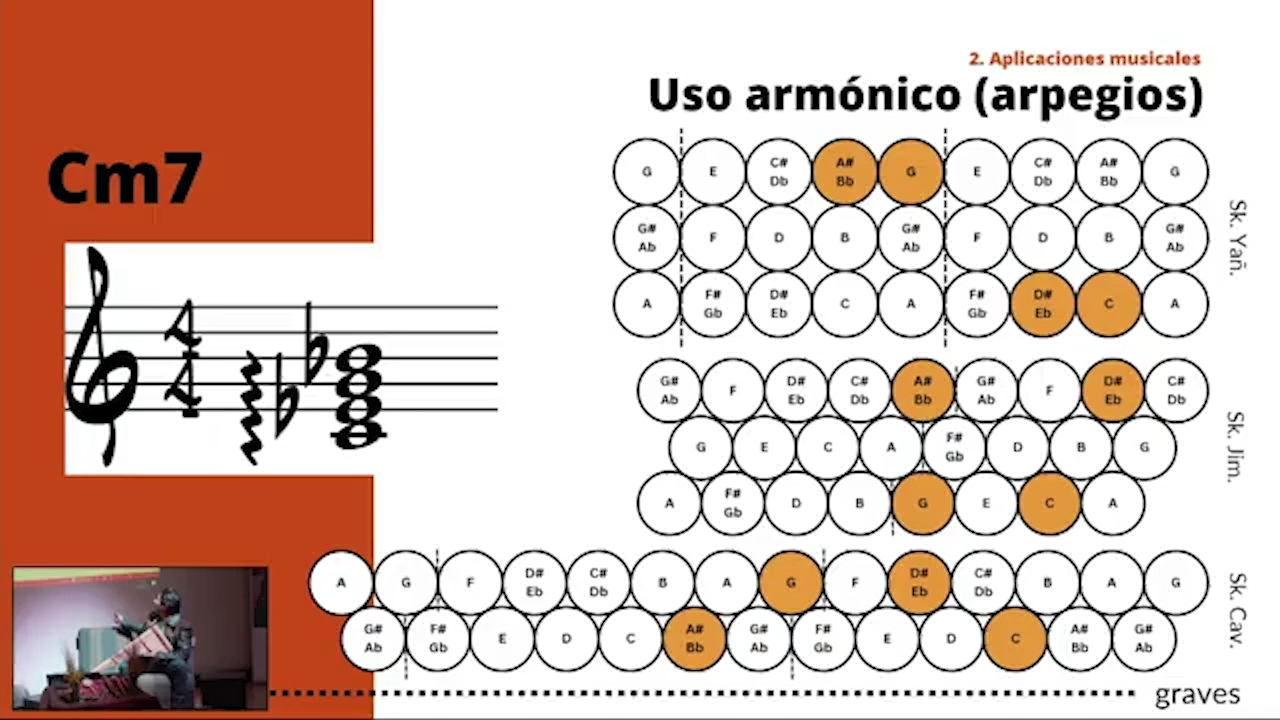 2. Aplicaciones musicales
Uso armónico (arpegios)
Cm7
4
4
G E C# Db A# Bb G E C# Db A# Bb G
G# Ab F D B G# Ab F D B G# Ab
A F# Gb D# Eb C A F# Gb D# Eb C A
Sk. Yañ.
G# Ab F D# Eb C# Db A# Bb G# Ab F D# Eb C# Db
G E C A F# Gb D B G
A F# Gb D B G E C A
Sk. Jim.
A G F D# Eb C# Db B A G F D# Eb C# Db B A G
G# Ab F# Gb E D C A# Bb G# Ab F# Gb E D C A# Bb G# Ab
Sk. Cav.
graves